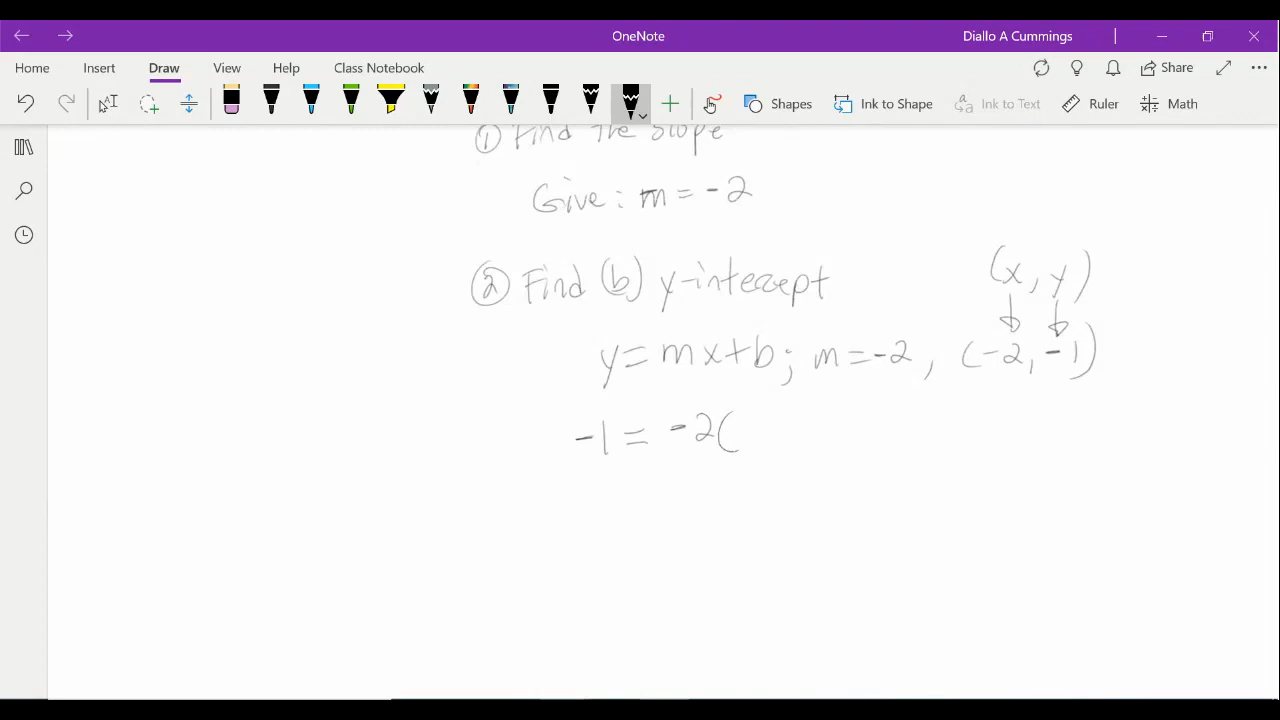 OneNote
Diallo A Cummings
Home Insert Draw View Help Class Notebook Share
Shapes Ink to Shape Ink to Text Ruler Math
① Find the Slope
Give: m = -2
② Find (b) y-intercept
(x, y)
y = mx + b; m = -2, (-2, -1)
-1 = -2(